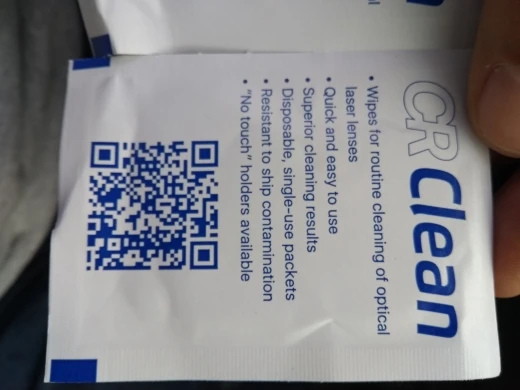 CR Clean
• Wipes for routine cleaning of optical
laser lenses
• Quick and easy to use
• Superior cleaning results
• Disposable, single-use packets
• Resistant to ship contamination
• "No touch" holders available